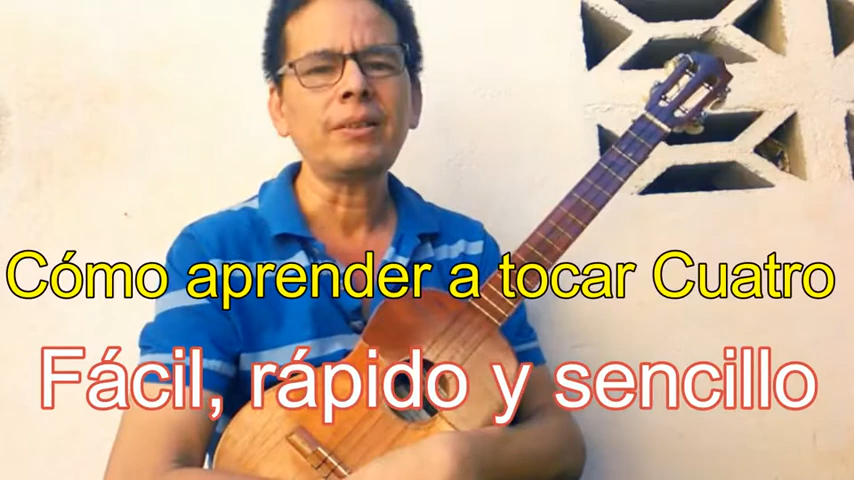 Cómo aprender a tocar Cuatro
Fácil, rápido y sencillo